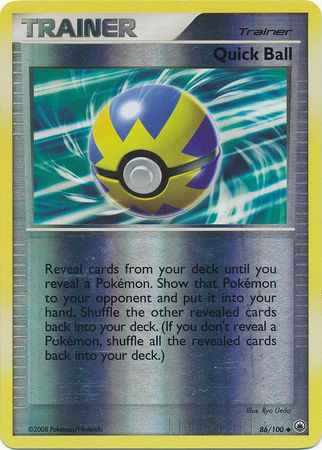 TRAINER
Trainer
Quick Ball
Reveal cards from your deck until you
reveal a Pokémon. Show that Pokémon
to your opponent and put it into your
hand. Shuffle the other revealed cards
back into your deck. (If you don't reveal a
Pokémon, shuffle all the revealed cards
back into your deck.)
Illus. Ryo Ueda
©2008 Pokémon/Nintendo
86/100